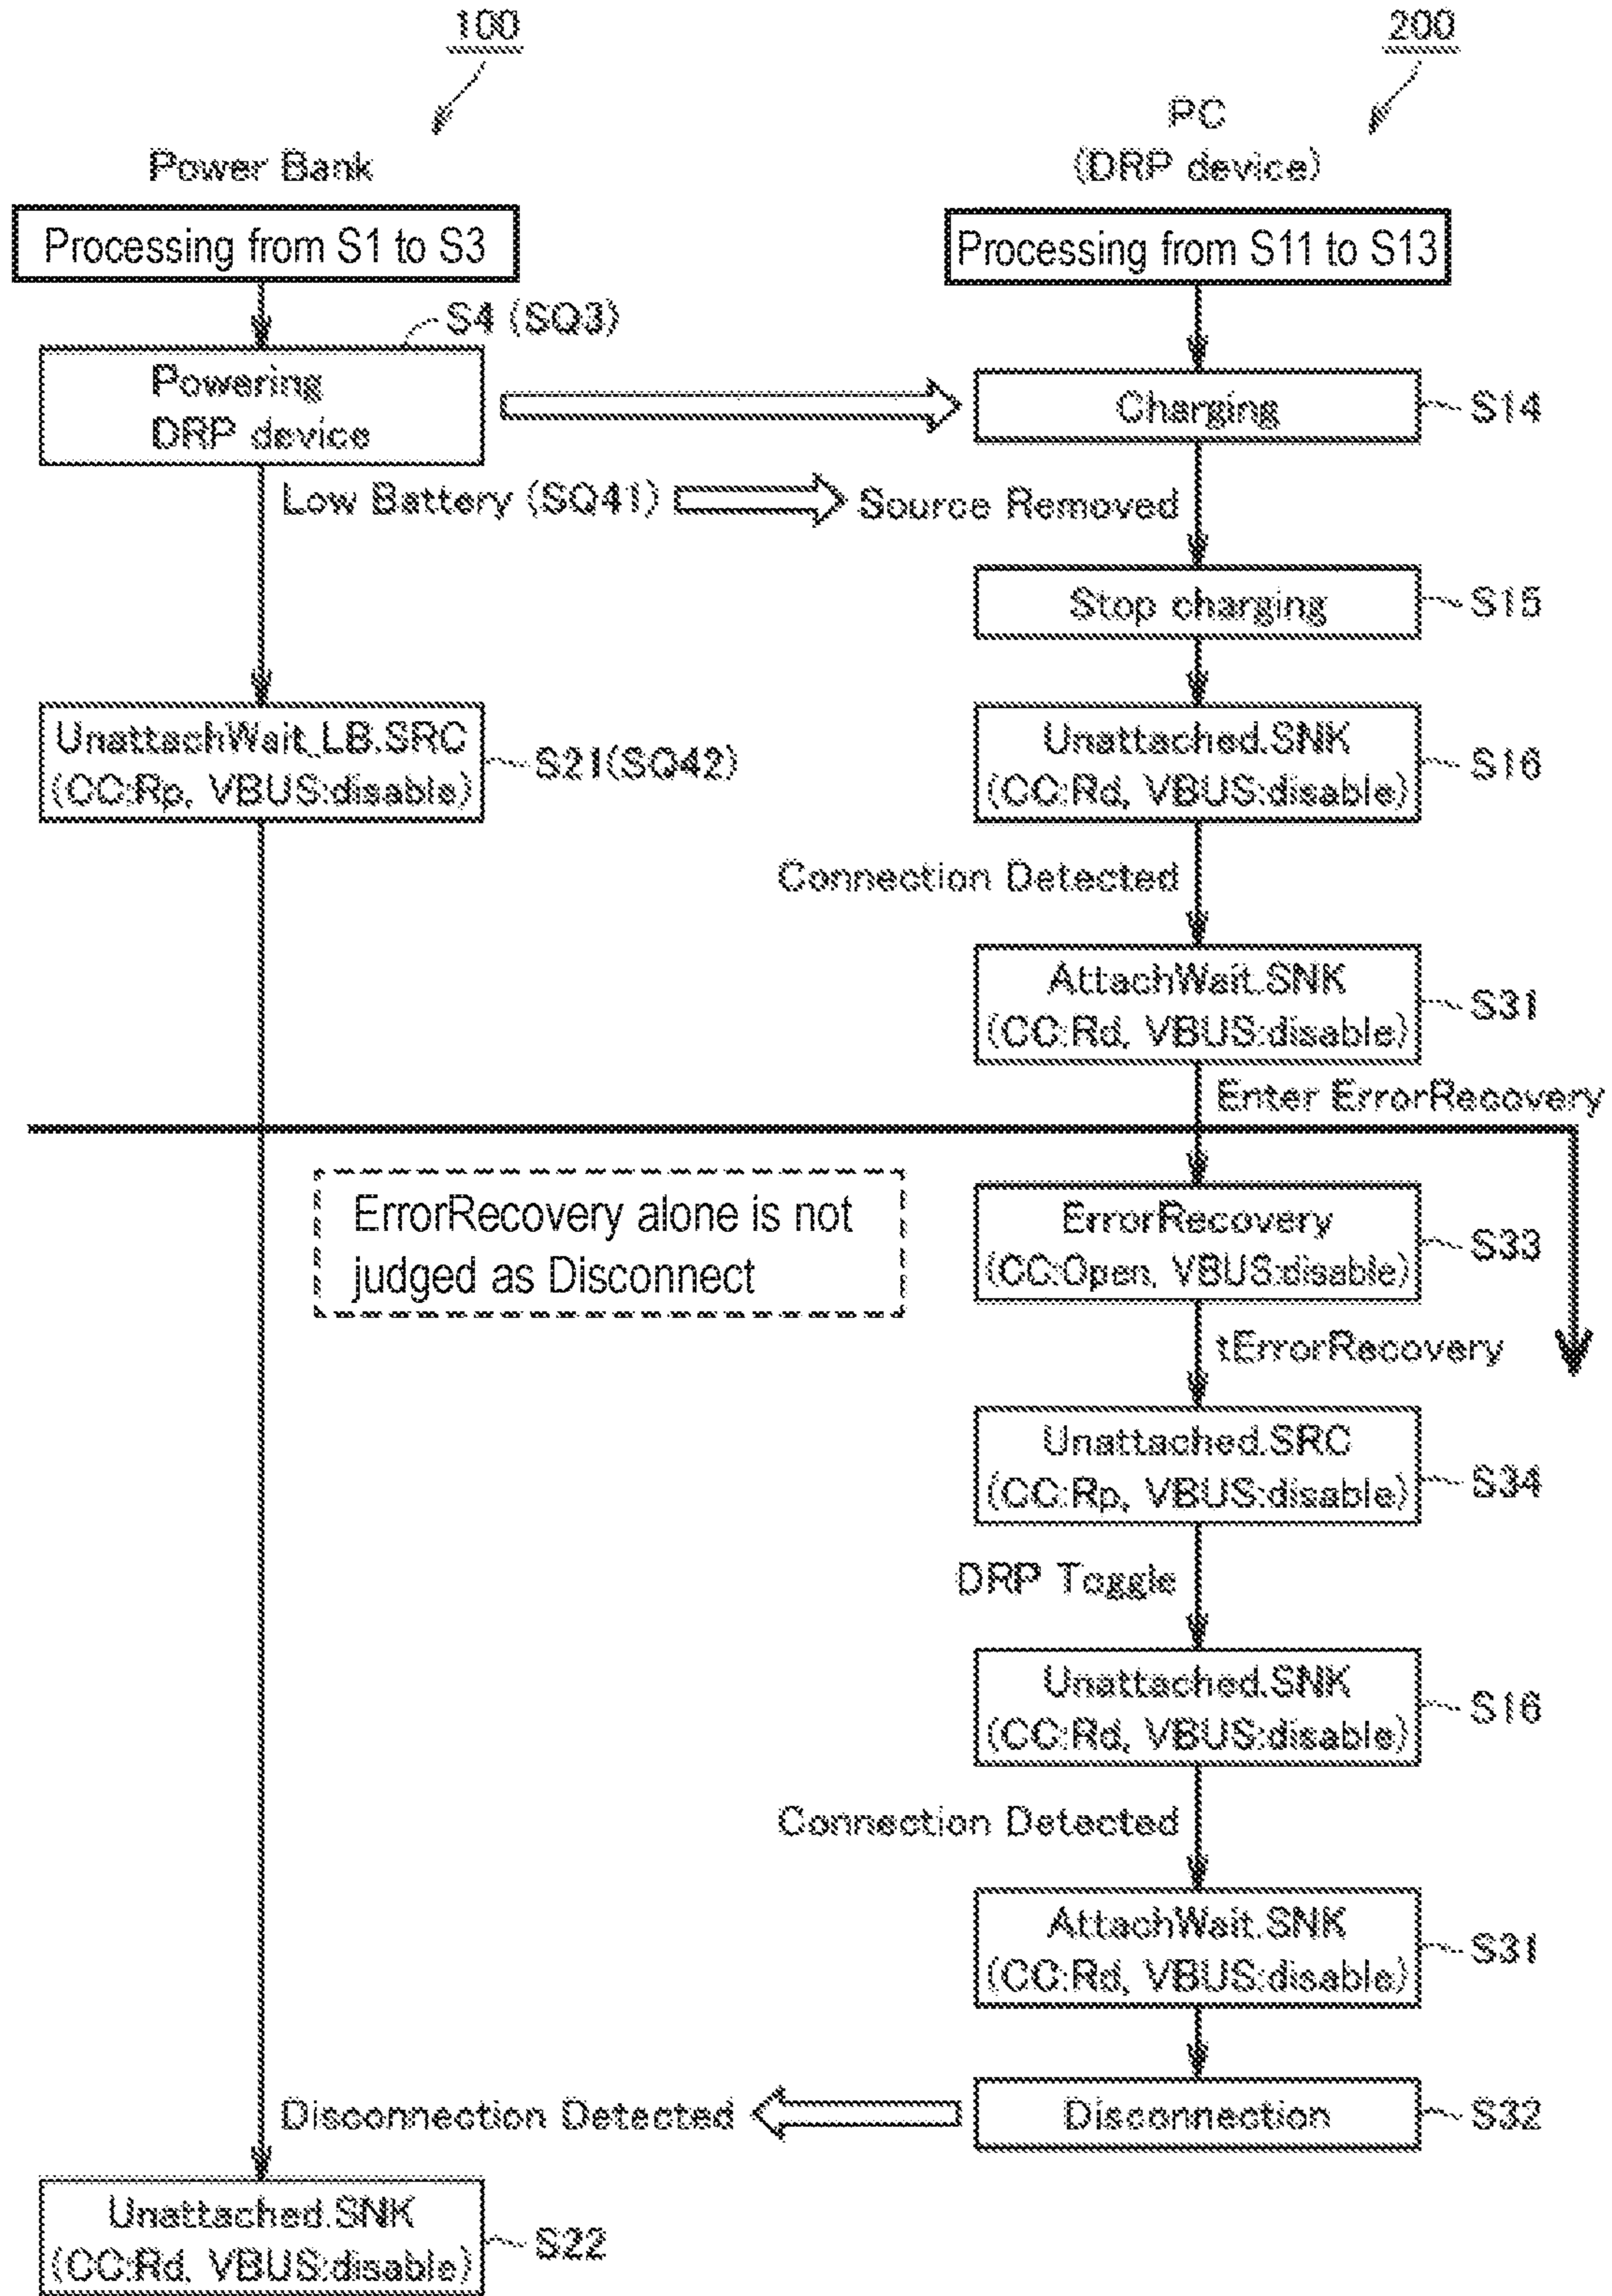 100
200
Power Bank
PC
(DRP device)
Processing from S1 to S3
Processing from S11 to S13
S4 (SQ3)
Powering
DRP device
Charging
S14
Low Battery (SQ41)
Source Removed
Stop charging
S15
UnattachWait_LB.SRC
(CC:Rp, VBUS:disable)
S21(SQ42)
Unattached.SNK
(CC:Rd, VBUS:disable)
S16
Connection Detected
AttachWait.SNK
(CC:Rd, VBUS:disable)
S31
Enter ErrorRecovery
ErrorRecovery alone is not
judged as Disconnect
ErrorRecovery
(CC:Open, VBUS:disable)
S33
tErrorRecovery
Unattached.SRC
(CC:Rp, VBUS:disable)
S34
DRP Toggle
Unattached.SNK
(CC:Rd, VBUS:disable)
S16
Connection Detected
AttachWait.SNK
(CC:Rd, VBUS:disable)
S31
Disconnection Detected
Disconnection
S32
Unattached.SNK
(CC:Rd, VBUS:disable)
S22